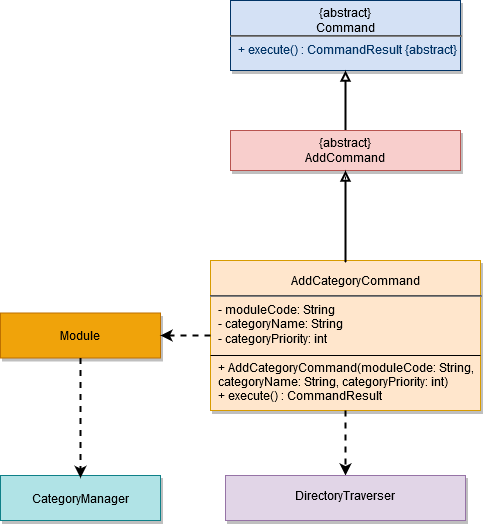 {abstract}
Command
+ execute() : CommandResult {abstract}
{abstract}
AddCommand
AddCategoryCommand
- moduleCode: String
- categoryName: String
- categoryPriority: int
+ AddCategoryCommand(moduleCode: String,
categoryName: String, categoryPriority: int)
+ execute() : CommandResult
Module
CategoryManager
DirectoryTraverser